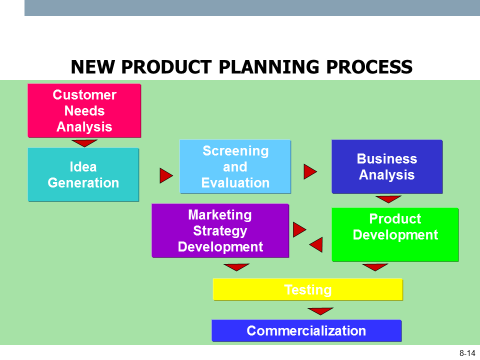 NEW PRODUCT PLANNING PROCESS
Customer
Needs
Analysis
Idea
Generation
Screening
and
Evaluation
Business
Analysis
Marketing
Strategy
Development
Product
Development
Testing
Commercialization
8-14